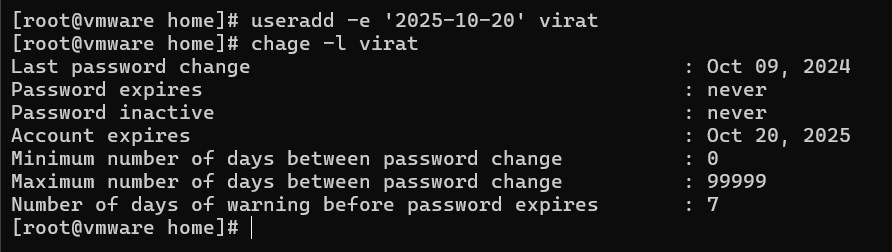 [root@vmware home]# useradd -e '2025-10-20' virat
[root@vmware home]# chage -l virat
Last password change                                    : Oct 09, 2024
Password expires                                        : never
Password inactive                                       : never
Account expires                                         : Oct 20, 2025
Minimum number of days between password change          : 0
Maximum number of days between password change          : 99999
Number of days of warning before password expires       : 7
[root@vmware home]#